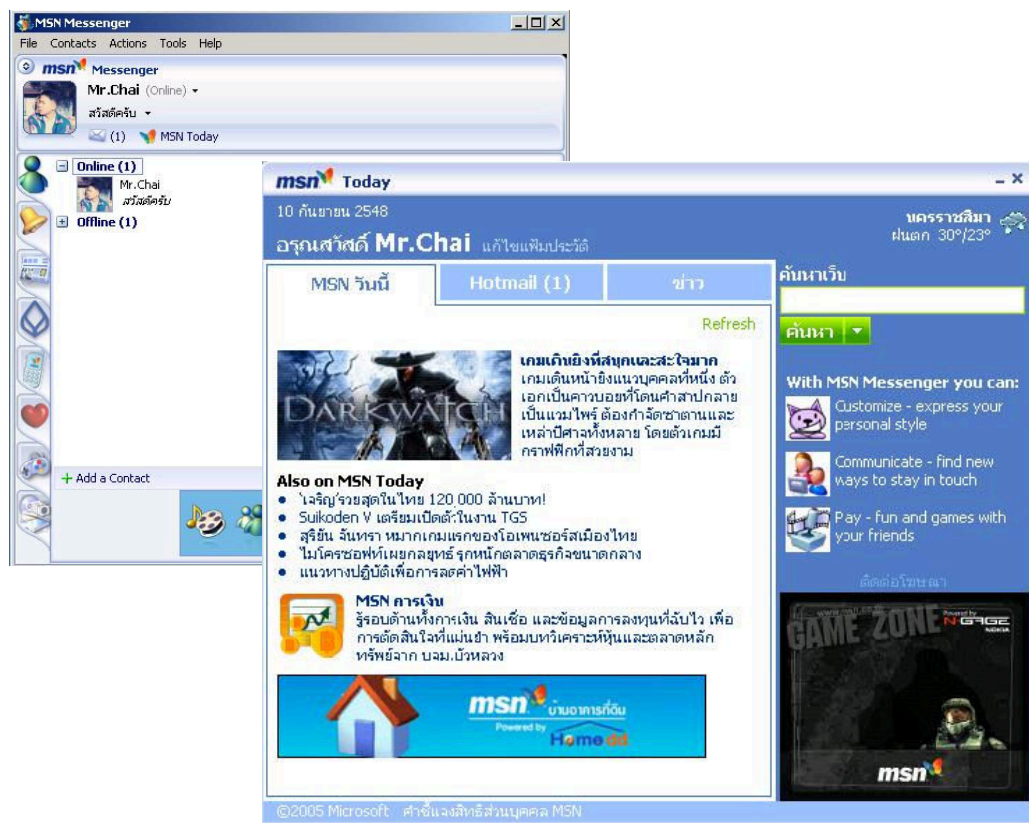 MSN Messenger
File Contacts Actions Tools Help
msn Messenger
Mr.Chai (Online)
สวัสดีครับ
(1) MSN Today
Online (1)
Mr.Chai
สวัสดีครับ
Offline (1)
+ Add a Contact
msn Today
10 กันยายน 2548
อรุณสวัสดิ์ Mr.Chai แก้ไขแฟ้มประวัติ
นครราชสีมา
ฝนตก 30°/23°
MSN วันนี้
Hotmail (1)
ข่าว
Refresh
DARKWATCH
เกมเดินยิงที่สนุกและสะใจมาก
เกมเดินหน้ายิงแนวบุคคลที่หนึ่ง ตัว
เอกเป็นคาวบอยที่โดนคำสาปกลาย
เป็นแวมไพร์ ต้องกำจัดซาตานและ
เหล่าปีศาจทั้งหลาย โดยตัวเกมมี
กราฟฟิกที่สวยงาม
Also on MSN Today
'เจริญ'รวยสุดในไทย 120,000 ล้านบาท!
Suikoden V เตรียมเปิดตัวในงาน TGS
สุริยัน จันทรา หมากเกมแรกของโอเพนซอร์สเมืองไทย
ไมโครซอฟท์เผยกลยุทธ์ รุกหนักตลาดธุรกิจขนาดกลาง
แนวทางปฏิบัติเพื่อการลดค่าไฟฟ้า
MSN การเงิน
รู้รอบด้านทั้งการเงิน สินเชื่อ และข้อมูลการลงทุนที่ฉับไว เพื่อ
การตัดสินใจที่แม่นยำ พร้อมบทวิเคราะห์หุ้นและตลาดหลัก
ทรัพย์จาก บจม.บัวหลวง
msn บ้านอาคารที่ดิน
Powered by
Home dd
ค้นหาเว็บ
ค้นหา
With MSN Messenger you can:
Customize - express your
personal style
Communicate - find new
ways to stay in touch
Pay - fun and games with
your friends
ติดต่อโฆษณา
GAME ZONE
Powered by
N-GAGE
NOKIA
msn
©2005 Microsoft คำชี้แจงสิทธิส่วนบุคคล MSN